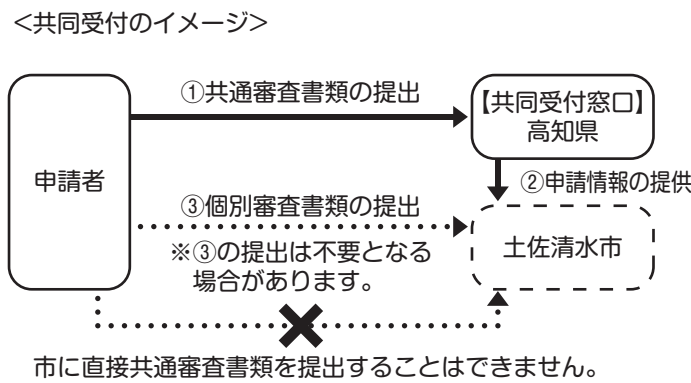 ＜共同受付のイメージ＞
①共通審査書類の提出
【共同受付窓口】
高知県
申請者
②申請情報の提供
③個別審査書類の提出
※③の提出は不要となる
場合があります。
土佐清水市
市に直接共通審査書類を提出することはできません。